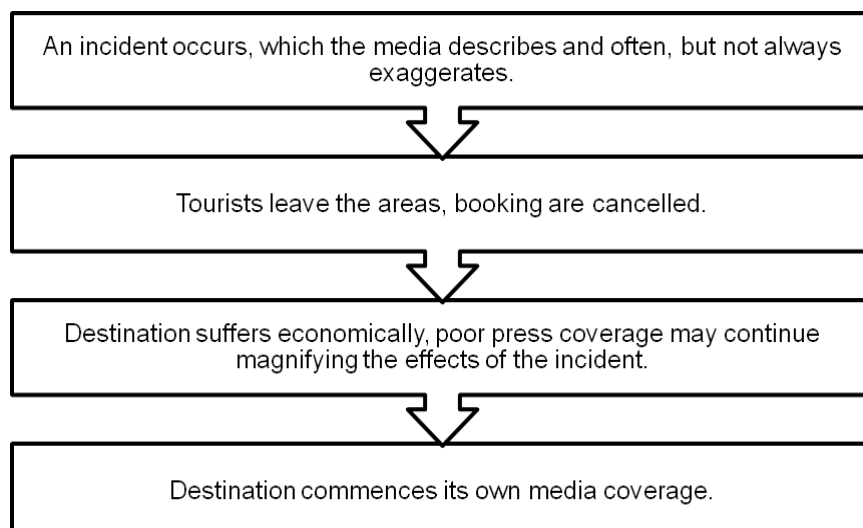 An incident occurs, which the media describes and often, but not always
exaggerates.
Tourists leave the areas, booking are cancelled.
Destination suffers economically, poor press coverage may continue
magnifying the effects of the incident.
Destination commences its own media coverage.